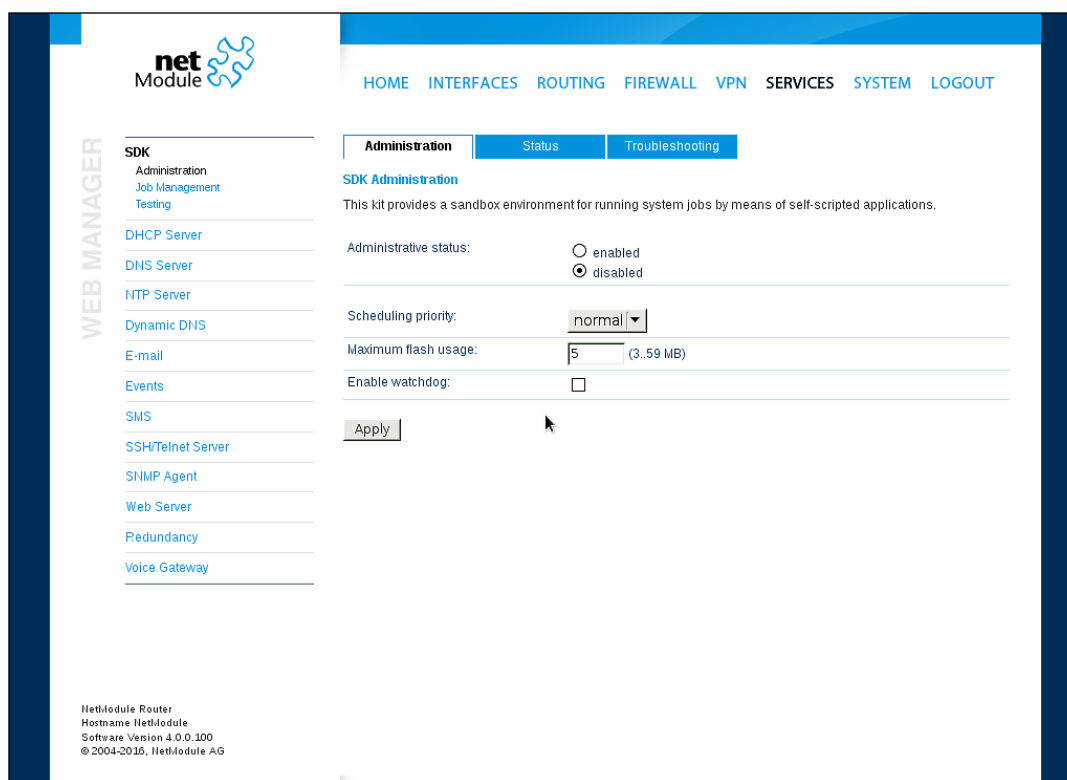 net
Module
HOME INTERFACES ROUTING FIREWALL VPN SERVICES SYSTEM LOGOUT
WEB MANAGER
SDK
Administration
Job Management
Testing
DHCP Server
DNS Server
NTP Server
Dynamic DNS
E-mail
Events
SMS
SSH/Telnet Server
SNMP Agent
Web Server
Redundancy
Voice Gateway
Administration Status Troubleshooting
SDK Administration
This kit provides a sandbox environment for running system jobs by means of self-scripted applications.
Administrative status:
enabled
disabled
Scheduling priority: normal
Maximum flash usage: 5 (3..59 MB)
Enable watchdog:
Apply
NetModule Router
Hostname NetModule
Software Version 4.0.0.100
© 2004-2016, NetModule AG